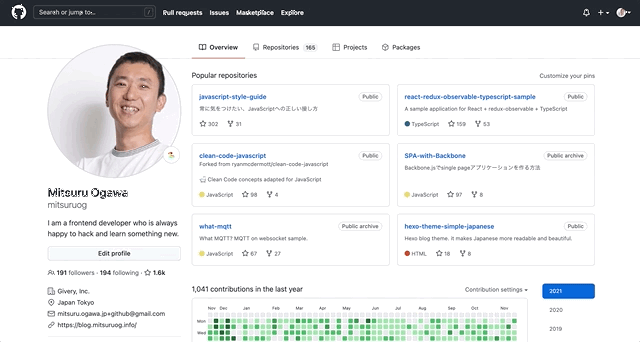 Search or jump to...
/
Pull requests
Issues
Marketplace
Explore
Overview
Repositories 165
Projects
Packages
Mitsuru Ogawa
mitsuruog
I am a frontend developer who is always
happy to hack and learn something new.
Edit profile
191 followers · 194 following · 1.6k
Givery, Inc.
Japan Tokyo
mitsuru.ogawa.jp+github@gmail.com
https://blog.mitsuruog.info/
Popular repositories
Customize your pins
javascript-style-guide
Public
常に気をつけたい、JavaScriptへの正しい接し方
302 31
react-redux-observable-typescript-sample
Public
A sample application for React + redux-observable + TypeScript
TypeScript 159 53
clean-code-javascript
Public
Forked from ryanmcdermott/clean-code-javascript
Clean Code concepts adapted for JavaScript
JavaScript 98 4
SPA-with-Backbone
Public archive
Backbone.jsでsingle pageアプリケーションを作る方法
JavaScript 97 8
what-mqtt
Public archive
What MQTT? MQTT on websocket sample.
JavaScript 67 27
hexo-theme-simple-japanese
Public
Hexo blog theme. It makes Japanese more readable and beautiful.
HTML 18 8
1,041 contributions in the last year
Contribution settings
2021
2020
2019
Nov Dec Jan Feb Mar Apr May Jun Jul Aug Sep Oct Nov
Mon
Wed